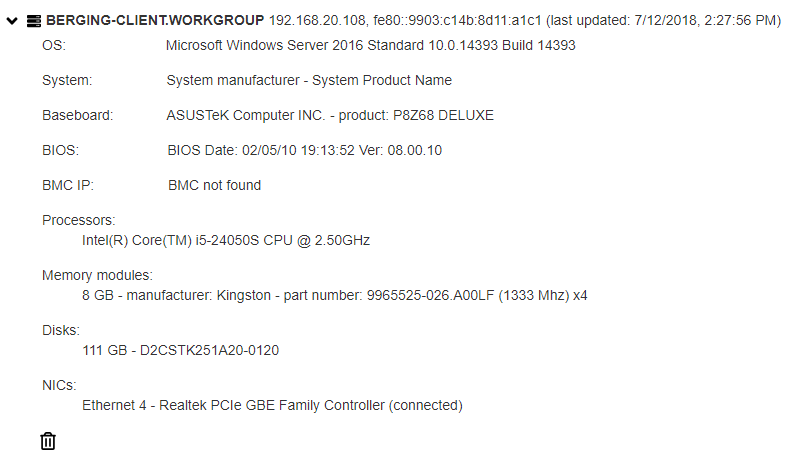 BERGING-CLIENT.WORKGROUP 192.168.20.108, fe80::9903:c14b:8d11:a1c1 (last updated: 7/12/2018, 2:27:56 PM)
OS: Microsoft Windows Server 2016 Standard 10.0.14393 Build 14393
System: System manufacturer - System Product Name
Baseboard: ASUSTeK Computer INC. - product: P8Z68 DELUXE
BIOS: BIOS Date: 02/05/10 19:13:52 Ver: 08.00.10
BMC IP: BMC not found
Processors:
Intel(R) Core(TM) i5-24050S CPU @ 2.50GHz
Memory modules:
8 GB - manufacturer: Kingston - part number: 9965525-026.A00LF (1333 Mhz) x4
Disks:
111 GB - D2CSTK251A20-0120
NICs:
Ethernet 4 - Realtek PCIe GBE Family Controller (connected)